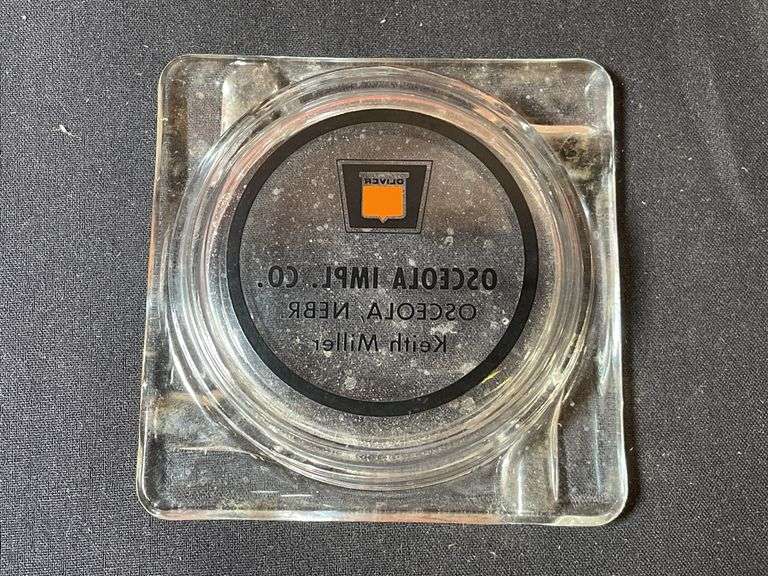 OLIVER
OSCEOLA IMPL. CO.
OSCEOLA, NEBR
Keith Miller